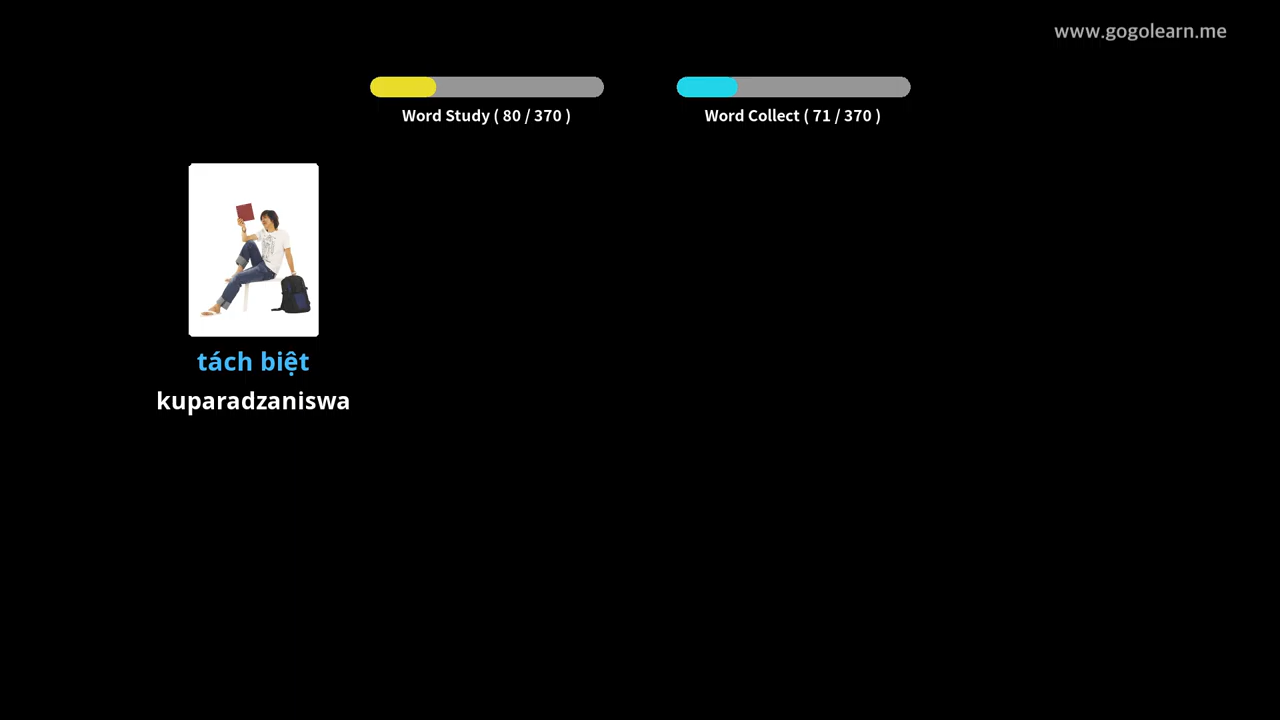 www.gogolearn.me
Word Study ( 80 / 370 )
Word Collect ( 71 / 370 )
tách biệt
kuparadzaniswa